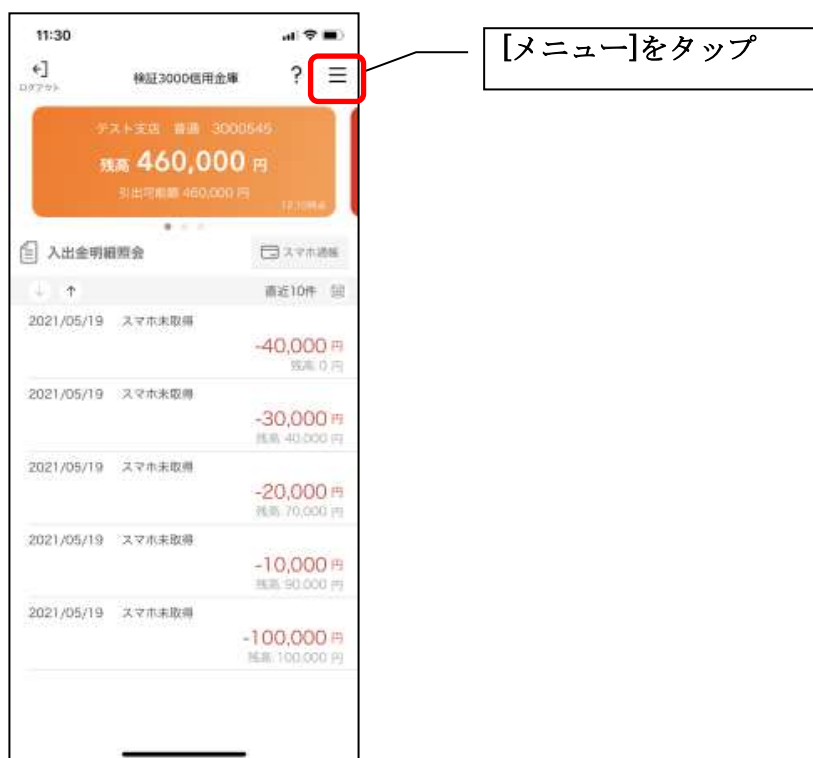 11:30
[メニュー]をタップ
検証3000信用金庫 ?
ログアウト
テスト支店 普通 3000545
残高 460,000 円
引出可能額 460,000 円
入出金明細照会 スマホ通帳
↓ ↑ 直近10件
2021/05/19 スマホ未取得
-40,000 円
残高 0 円
2021/05/19 スマホ未取得
-30,000 円
残高 40,000 円
2021/05/19 スマホ未取得
-20,000 円
残高 70,000 円
2021/05/19 スマホ未取得
-10,000 円
残高 90,000 円
2021/05/19 スマホ未取得
-100,000 円
残高 100,000 円